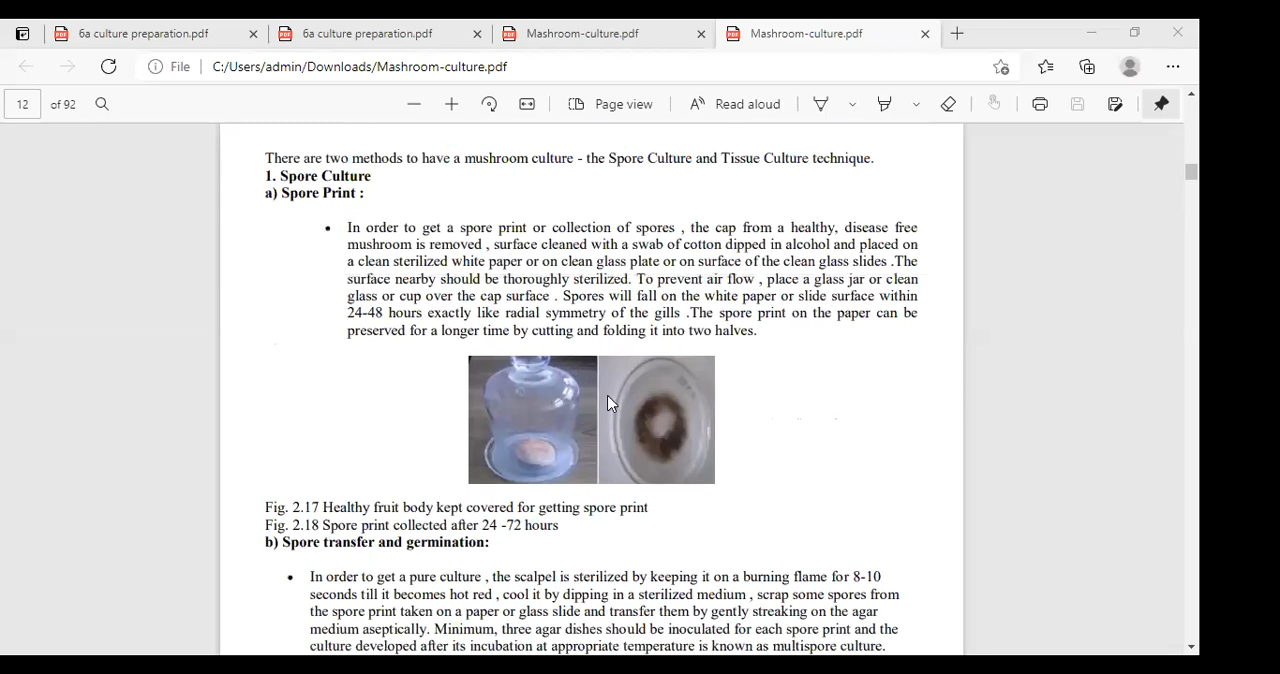 6a culture preparation.pdf
6a culture preparation.pdf
Mashroom-culture.pdf
Mashroom-culture.pdf
File
C:/Users/admin/Downloads/Mashroom-culture.pdf
12 of 92
Page view
Read aloud
There are two methods to have a mushroom culture - the Spore Culture and Tissue Culture technique.
1. Spore Culture
a) Spore Print :
• In order to get a spore print or collection of spores , the cap from a healthy, disease free
mushroom is removed , surface cleaned with a swab of cotton dipped in alcohol and placed on
a clean sterilized white paper or on clean glass plate or on surface of the clean glass slides .The
surface nearby should be thoroughly sterilized. To prevent air flow , place a glass jar or clean
glass or cup over the cap surface . Spores will fall on the white paper or slide surface within
24-48 hours exactly like radial symmetry of the gills .The spore print on the paper can be
preserved for a longer time by cutting and folding it into two halves.
Fig. 2.17 Healthy fruit body kept covered for getting spore print
Fig. 2.18 Spore print collected after 24 -72 hours
b) Spore transfer and germination:
• In order to get a pure culture , the scalpel is sterilized by keeping it on a burning flame for 8-10
seconds till it becomes hot red , cool it by dipping in a sterilized medium , scrap some spores from
the spore print taken on a paper or glass slide and transfer them by gently streaking on the agar
medium aseptically. Minimum, three agar dishes should be inoculated for each spore print and the
culture developed after its incubation at appropriate temperature is known as multispore culture.